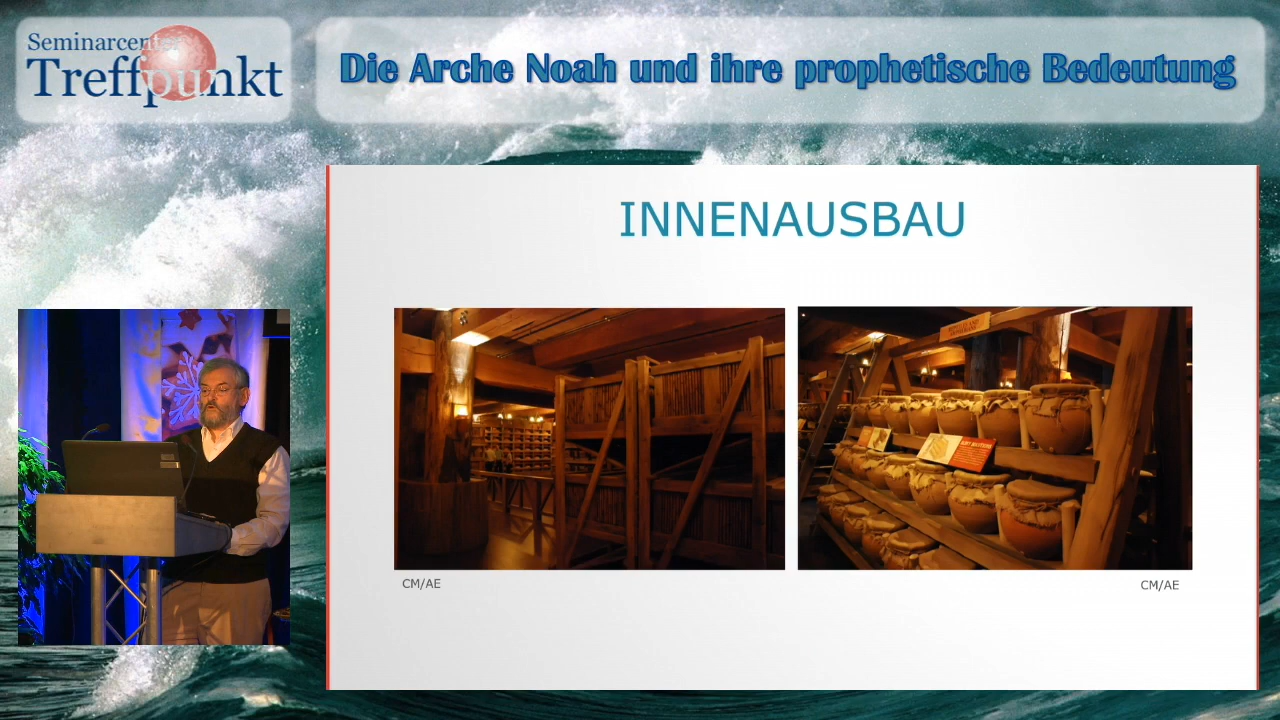 Seminarcenter
Treffpunkt
Die Arche Noah und ihre prophetische Bedeutung
INNENAUSBAU
CM/AE
CM/AE